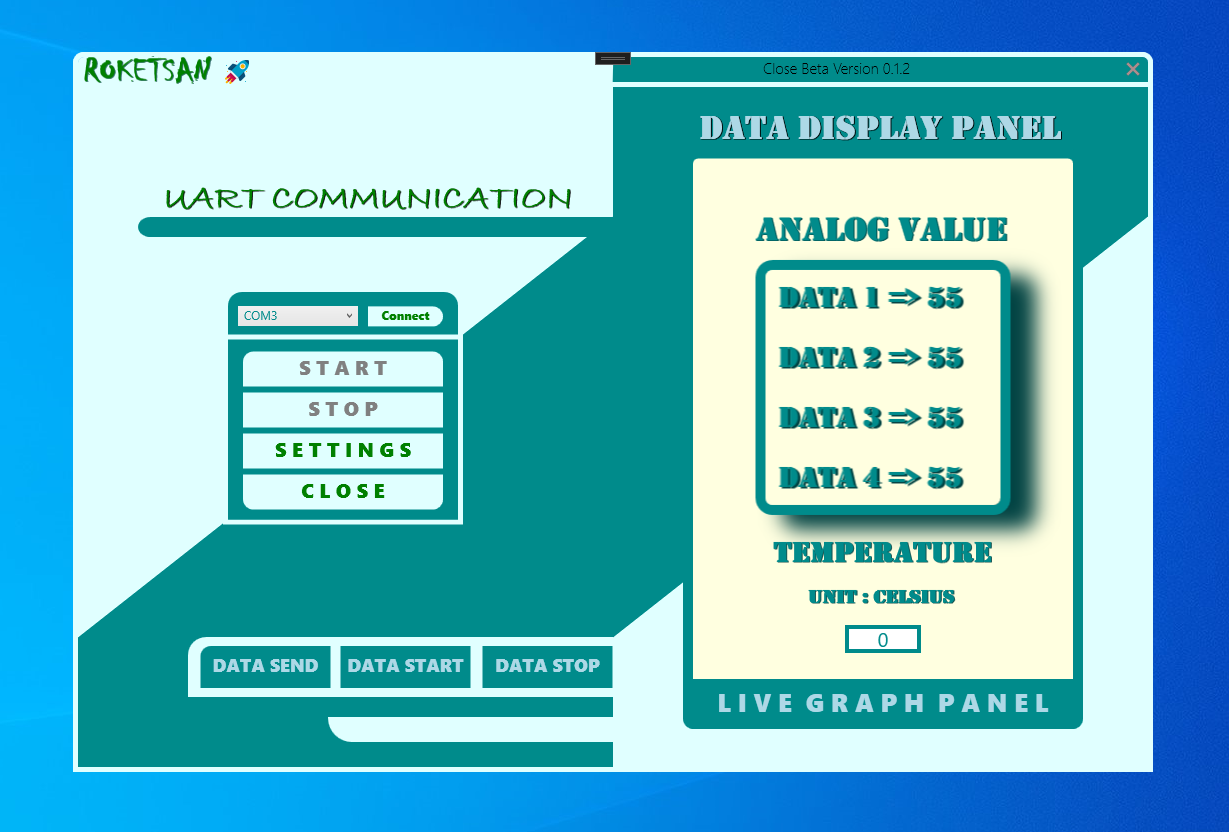 ROKETSAN
Close Beta Version 0.1.2
UART COMMUNICATION
COM3
Connect
START
STOP
SETTINGS
CLOSE
DATA SEND
DATA START
DATA STOP
DATA DISPLAY PANEL
ANALOG VALUE
DATA 1 => 55
DATA 2 => 55
DATA 3 => 55
DATA 4 => 55
TEMPERATURE
UNIT : CELSIUS
0
LIVE GRAPH PANEL